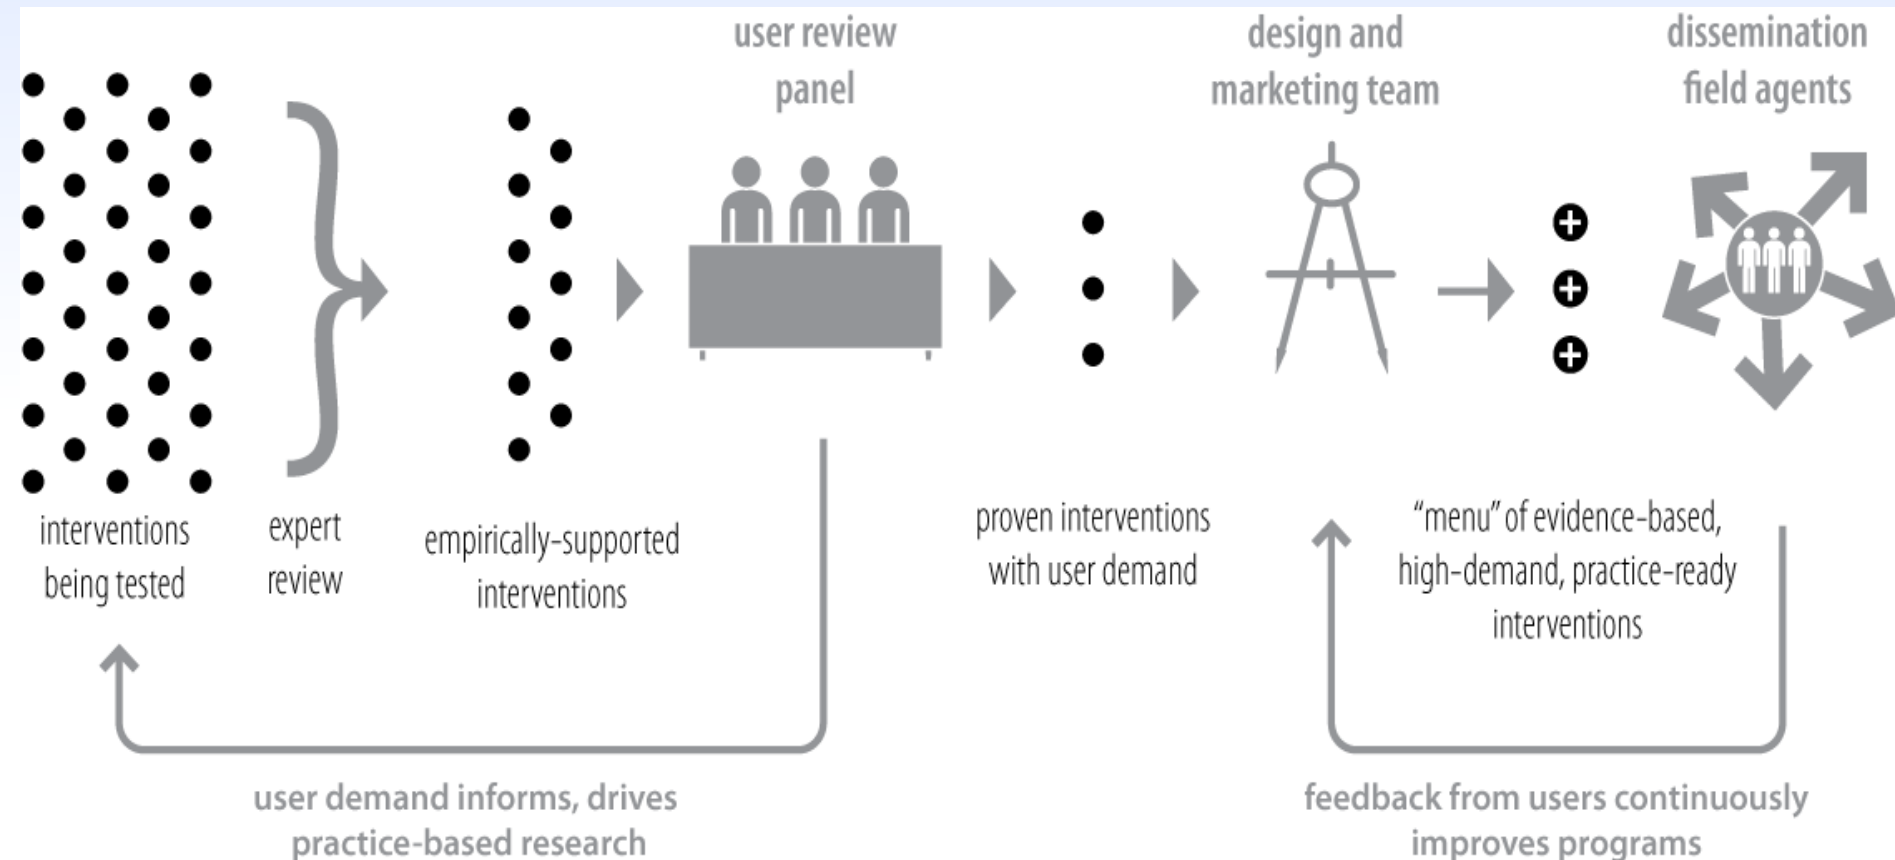 user review
panel
design and
marketing team
dissemination
field agents
interventions
being tested
expert
review
empirically-supported
interventions
proven interventions
with user demand
“menu” of evidence-based,
high-demand, practice-ready
interventions
user demand informs, drives
practice-based research
feedback from users continuously
improves programs